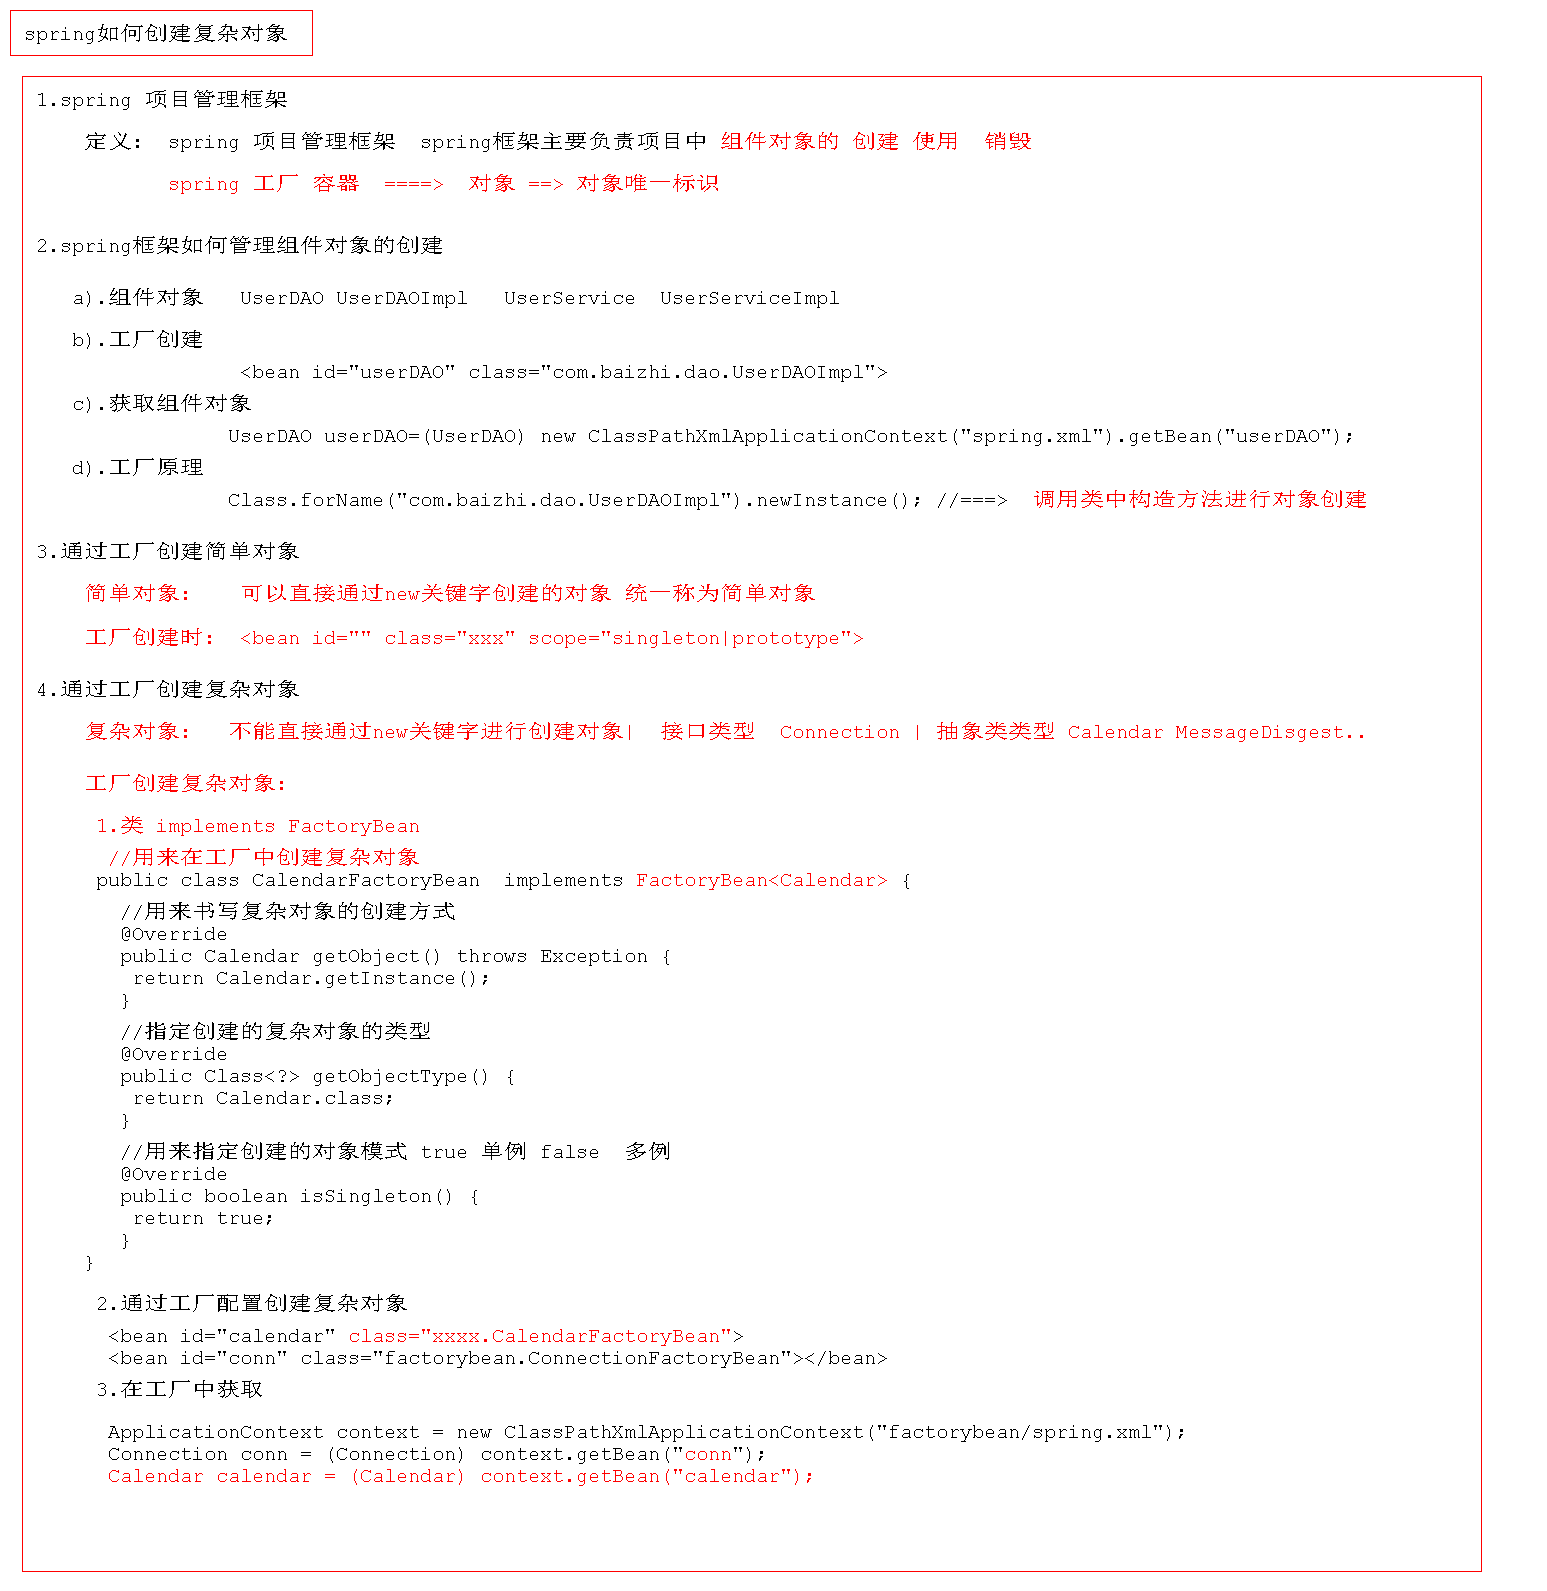 spring如何创建复杂对象
1.spring 项目管理框架
定义: spring 项目管理框架 spring框架主要负责项目中 组件对象的 创建 使用 销毁
spring 工厂 容器 ====> 对象 ==> 对象唯一标识
2.spring框架如何管理组件对象的创建
a).组件对象 UserDAO UserDAOImpl UserService UserServiceImpl
b).工厂创建
<bean id="userDAO" class="com.baizhi.dao.UserDAOImpl">
c).获取组件对象
UserDAO userDAO=(UserDAO) new ClassPathXmlApplicationContext("spring.xml").getBean("userDAO");
d).工厂原理
Class.forName("com.baizhi.dao.UserDAOImpl").newInstance(); //===> 调用类中构造方法进行对象创建
3.通过工厂创建简单对象
简单对象: 可以直接通过new关键字创建的对象 统一称为简单对象
工厂创建时: <bean id="" class="xxx" scope="singleton|prototype">
4.通过工厂创建复杂对象
复杂对象: 不能直接通过new关键字进行创建对象| 接口类型 Connection | 抽象类类型 Calendar MessageDisgest..
工厂创建复杂对象:
1.类 implements FactoryBean
//用来在工厂中创建复杂对象
public class CalendarFactoryBean implements FactoryBean<Calendar> {
//用来书写复杂对象的创建方式
@Override
public Calendar getObject() throws Exception {
return Calendar.getInstance();
}
//指定创建的复杂对象的类型
@Override
public Class<?> getObjectType() {
return Calendar.class;
}
//用来指定创建的对象模式 true 单例 false 多例
@Override
public boolean isSingleton() {
return true;
}
}
2.通过工厂配置创建复杂对象
<bean id="calendar" class="xxxx.CalendarFactoryBean">
<bean id="conn" class="factorybean.ConnectionFactoryBean"></bean>
3.在工厂中获取
ApplicationContext context = new ClassPathXmlApplicationContext("factorybean/spring.xml");
Connection conn = (Connection) context.getBean("conn");
Calendar calendar = (Calendar) context.getBean("calendar");